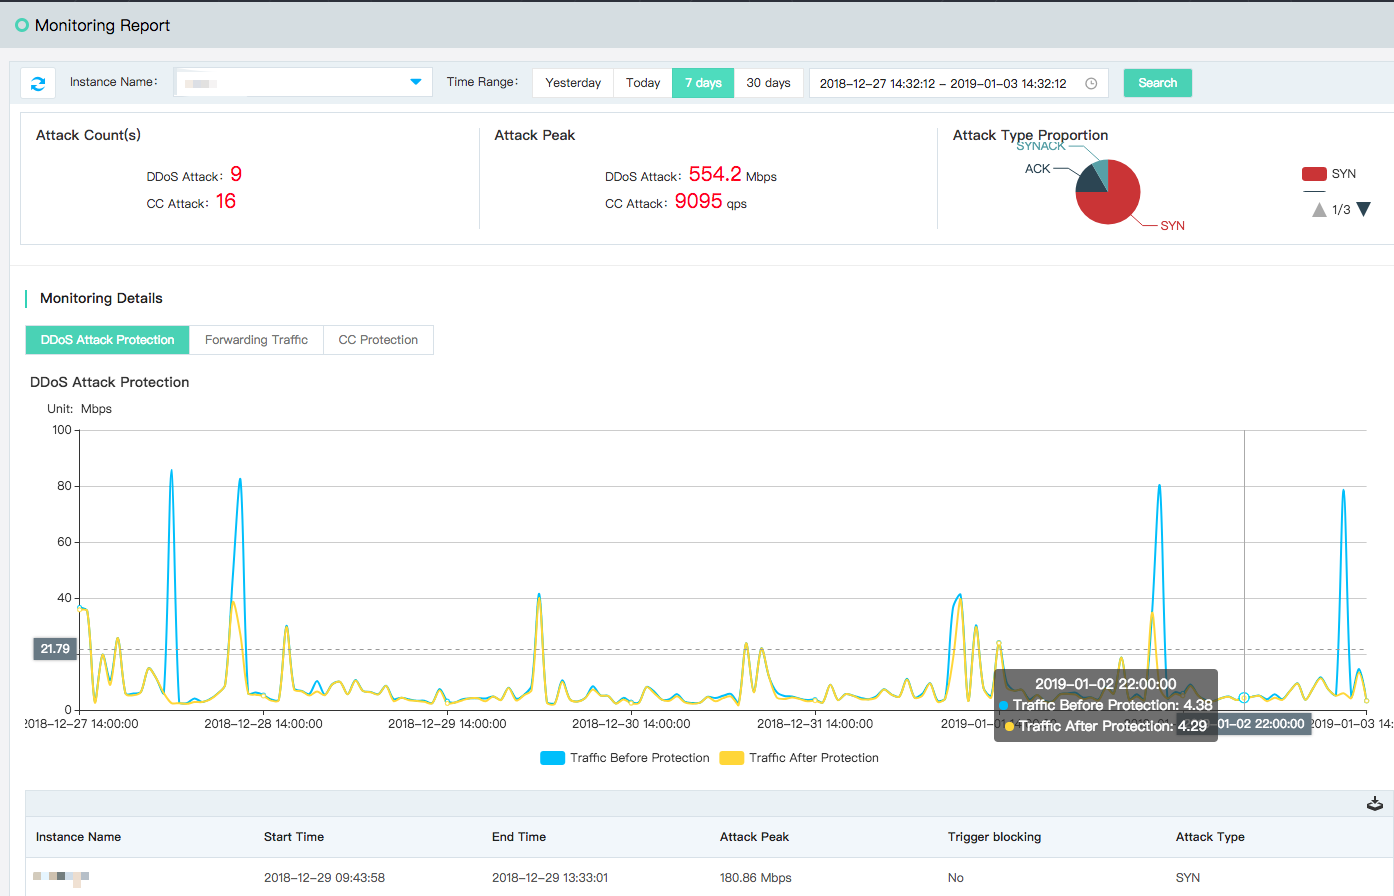 Monitoring Report
Instance Name:
Time Range:
Yesterday
Today
7 days
30 days
2018-12-27 14:32:12 - 2019-01-03 14:32:12
Search
Attack Count(s)
DDoS Attack: 9
CC Attack: 16
Attack Peak
DDoS Attack: 554.2 Mbps
CC Attack: 9095 qps
Attack Type Proportion
SYNACK
ACK
SYN
SYN
1/3
Monitoring Details
DDoS Attack Protection
Forwarding Traffic
CC Protection
DDoS Attack Protection
Unit: Mbps
100
80
60
40
21.79
0
2018-12-27 14:00:00
2018-12-28 14:00:00
2018-12-29 14:00:00
2018-12-30 14:00:00
2018-12-31 14:00:00
2019-01-0
2019-01-02 22:00:00
Traffic Before Protection: 4.38
Traffic After Protection: 4.29
-01-02 22:00:00
2019-01-03 14:
Traffic Before Protection
Traffic After Protection
Instance Name
Start Time
End Time
Attack Peak
Trigger blocking
Attack Type
2018-12-29 09:43:58
2018-12-29 13:33:01
180.86 Mbps
No
SYN